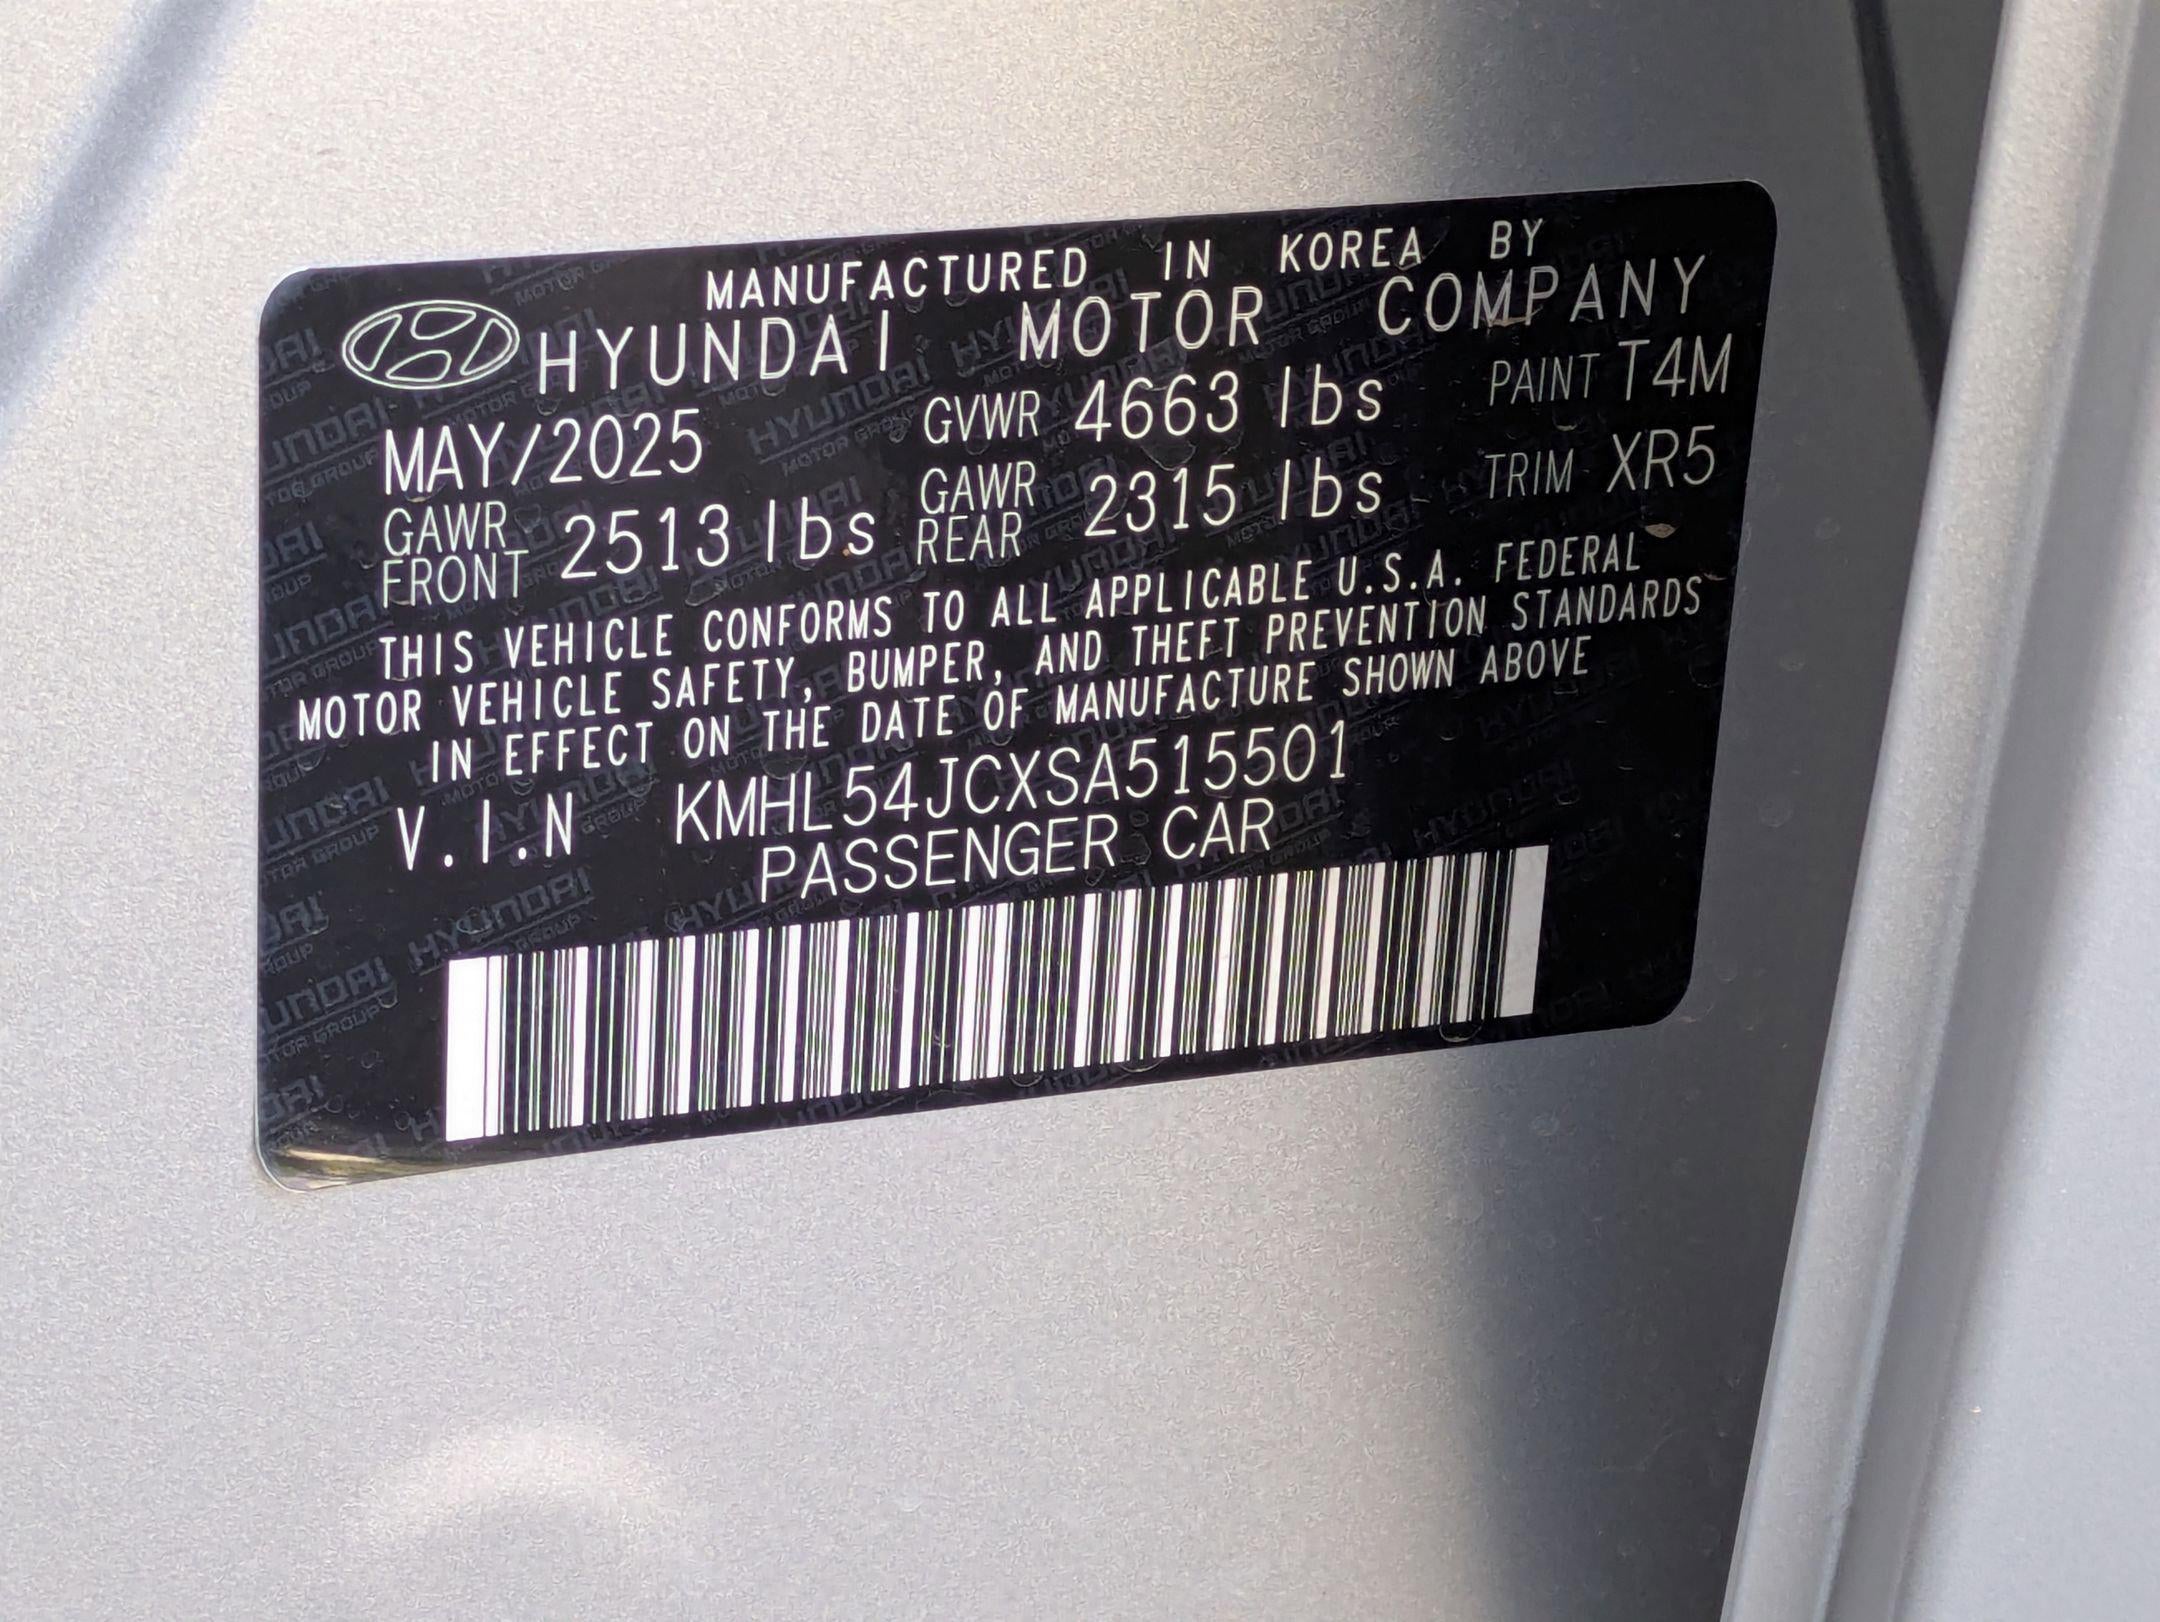 MANUFACTURED IN KOREA BY
HYUNDAI MOTOR COMPANY
MAY/2025 GVWR 4663 lbs PAINT T4M
GAWR FRONT 2513 lbs GAWR REAR 2315 lbs TRIM XR5
THIS VEHICLE CONFORMS TO ALL APPLICABLE U.S.A. FEDERAL
MOTOR VEHICLE SAFETY, BUMPER, AND THEFT PREVENTION STANDARDS
IN EFFECT ON THE DATE OF MANUFACTURE SHOWN ABOVE
V.I.N KMHL54JCXSA515501
PASSENGER CAR